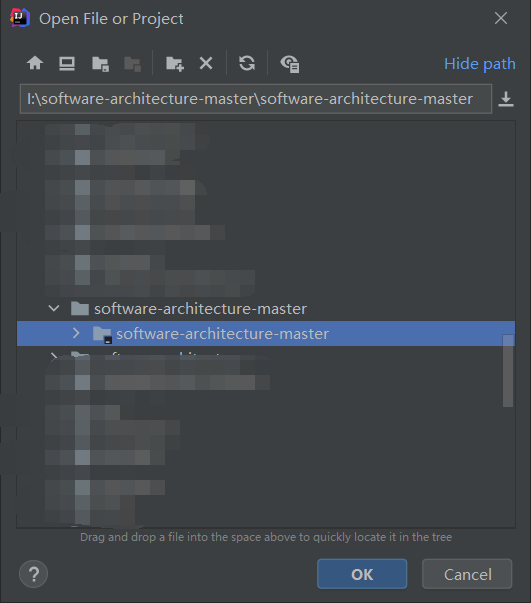 Open File or Project
Hide path
I:\software-architecture-master\software-architecture-master
software-architecture-master
software-architecture-master
Drag and drop a file into the space above to quickly locate it in the tree
?
OK
Cancel